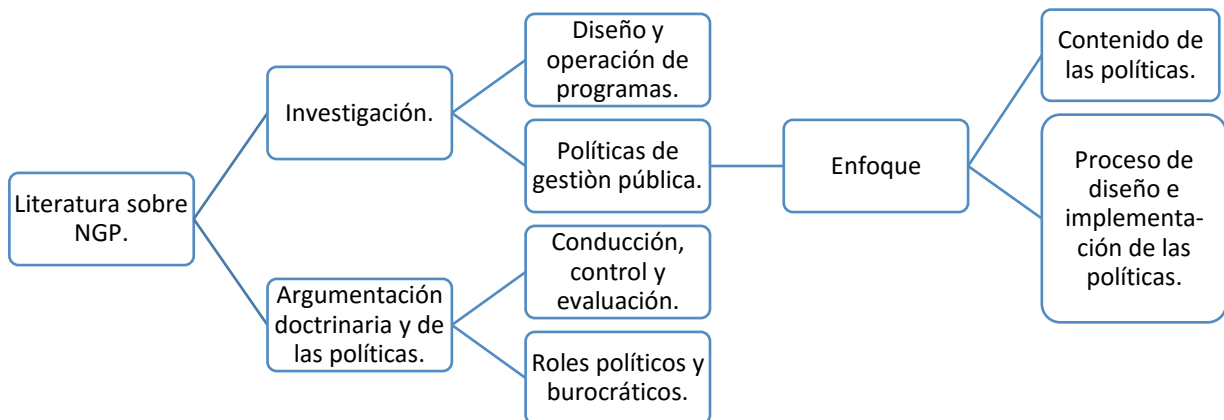 Literatura sobre
NGP.
Investigación.
Diseño y
operación de
programas.
Políticas de
gestiòn pública.
Enfoque
Contenido de
las políticas.
Proceso de
diseño e
implementa-
ción de las
políticas.
Argumentación
doctrinaria y de
las políticas.
Conducción,
control y
evaluación.
Roles políticos y
burocráticos.